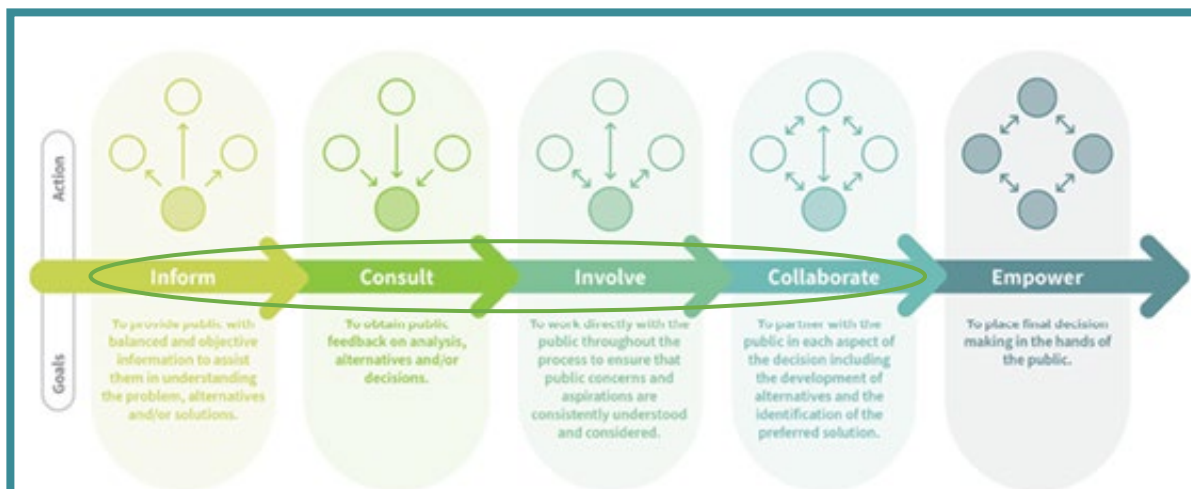 Action
Inform
Consult
Involve
Collaborate
Empower
Goals
To provide public with
balanced and objective
information to assist
them in understanding
the problem, alternatives
and/or solutions.
To obtain public
feedback on analysis,
alternatives and/or
decisions.
To work directly with the
public throughout the
process to ensure that
public concerns and
aspirations are
consistently understood
and considered.
To partner with the
public in each aspect of
the decision including
the development of
alternatives and the
identification of the
preferred solution.
To place final decision
making in the hands of
the public.